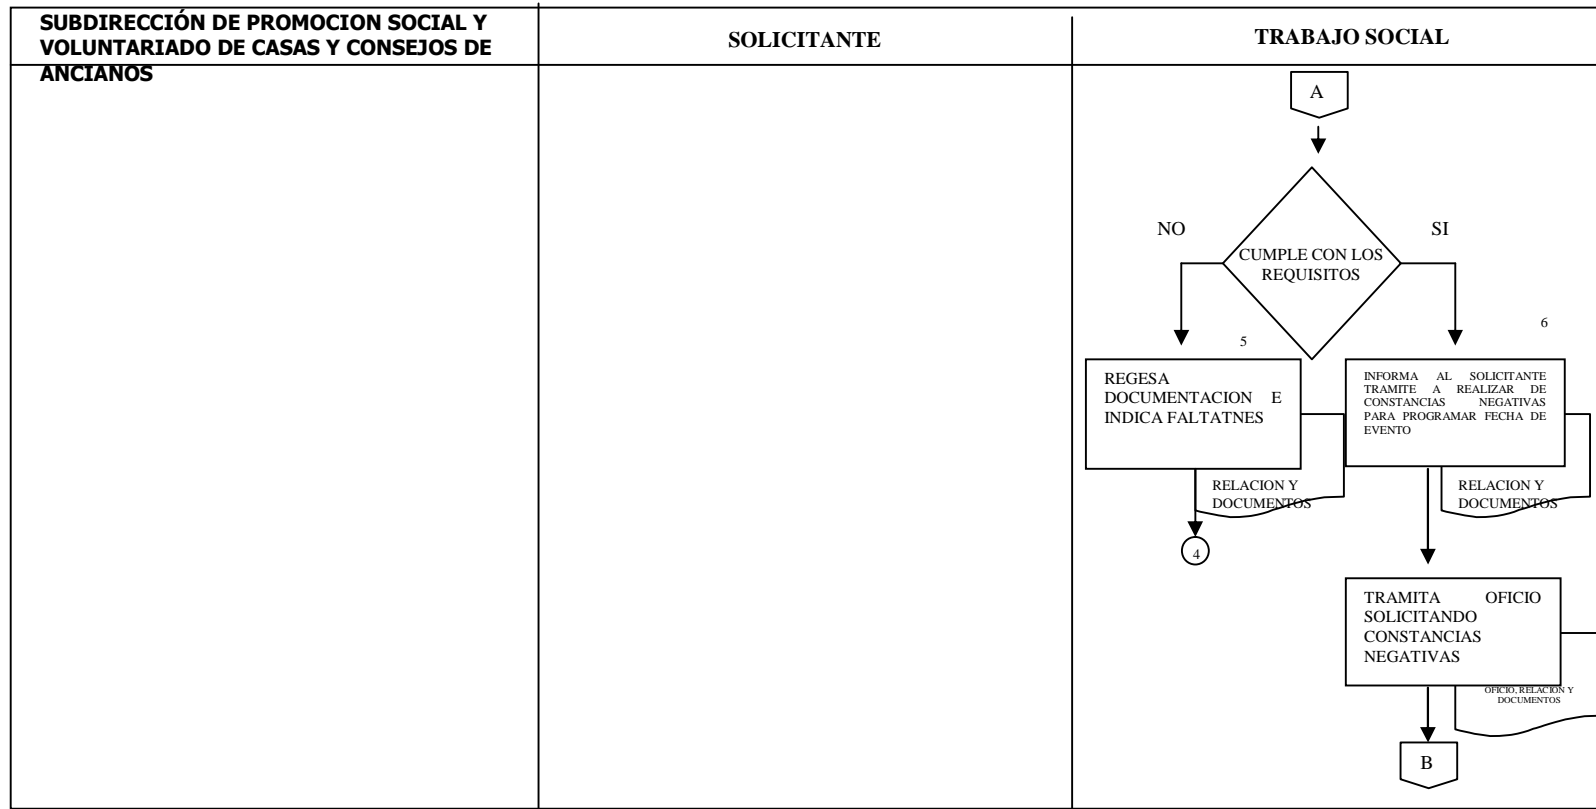 SUBDIRECCIÓN DE PROMOCION SOCIAL Y
VOLUNTARIADO DE CASAS Y CONSEJOS DE
ANCIANOS
SOLICITANTE
TRABAJO SOCIAL
A
NO
SI
CUMPLE CON LOS
REQUISITOS
5
6
REGESA
DOCUMENTACION E
INDICA FALTATNES
RELACION Y
DOCUMENTOS
4
INFORMA AL SOLICITANTE
TRAMITE A REALIZAR DE
CONSTANCIAS NEGATIVAS
PARA PROGRAMAR FECHA DE
EVENTO
RELACION Y
DOCUMENTOS
TRAMITA OFICIO
SOLICITANDO
CONSTANCIAS
NEGATIVAS
OFICIO, RELACION Y
DOCUMENTOS
B